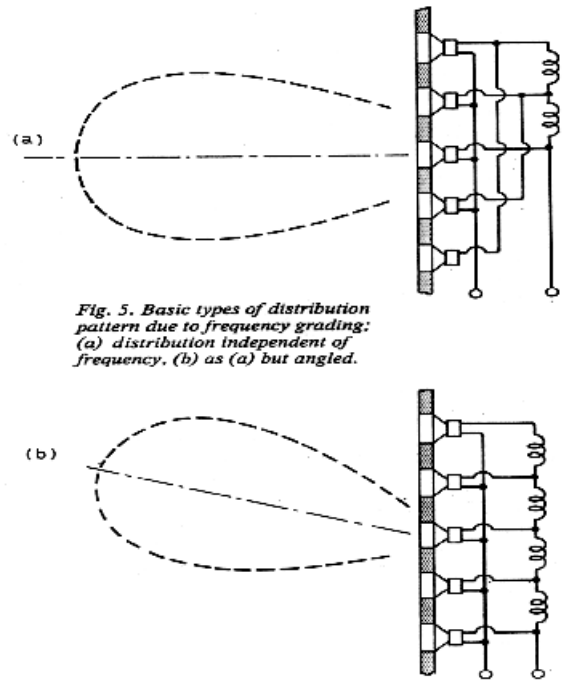 (a)
Fig. 5. Basic types of distribution
pattern due to frequency grading;
(a) distribution independent of
frequency, (b) as (a) but angled.
(b)